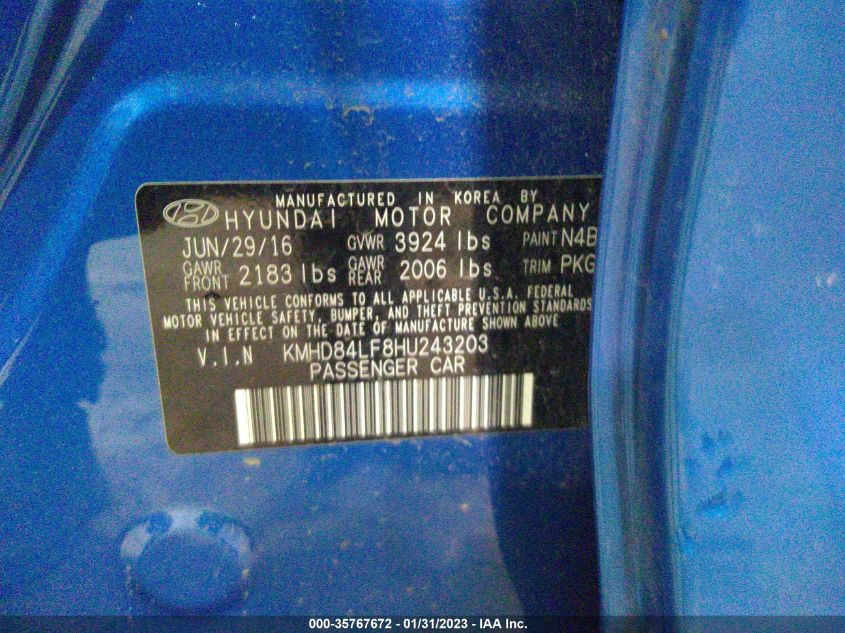 MANUFACTURED IN KOREA BY
HYUNDAI MOTOR COMPANY
JUN/29/16 GVWR 3924 lbs PAINT N4B
GAWR FRONT 2183 lbs GAWR REAR 2006 lbs TRIM PKG
THIS VEHICLE CONFORMS TO ALL APPLICABLE U.S.A. FEDERAL
MOTOR VEHICLE SAFETY, BUMPER, AND THEFT PREVENTION STANDARDS
IN EFFECT ON THE DATE OF MANUFACTURE SHOWN ABOVE
V.I.N KMHD84LF8HU243203
PASSENGER CAR
000-35767672 - 01/31/2023 - IAA Inc.